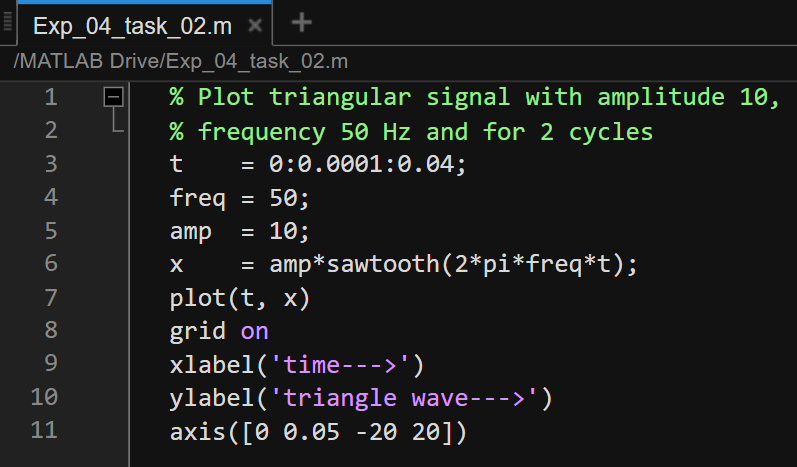 Exp_04_task_02.m × +
/MATLAB Drive/Exp_04_task_02.m
1 % Plot triangular signal with amplitude 10,
2 % frequency 50 Hz and for 2 cycles
3 t    = 0:0.0001:0.04;
4 freq = 50;
5 amp  = 10;
6 x    = amp*sawtooth(2*pi*freq*t);
7 plot(t, x)
8 grid on
9 xlabel('time--->')
10 ylabel('triangle wave--->')
11 axis([0 0.05 -20 20])